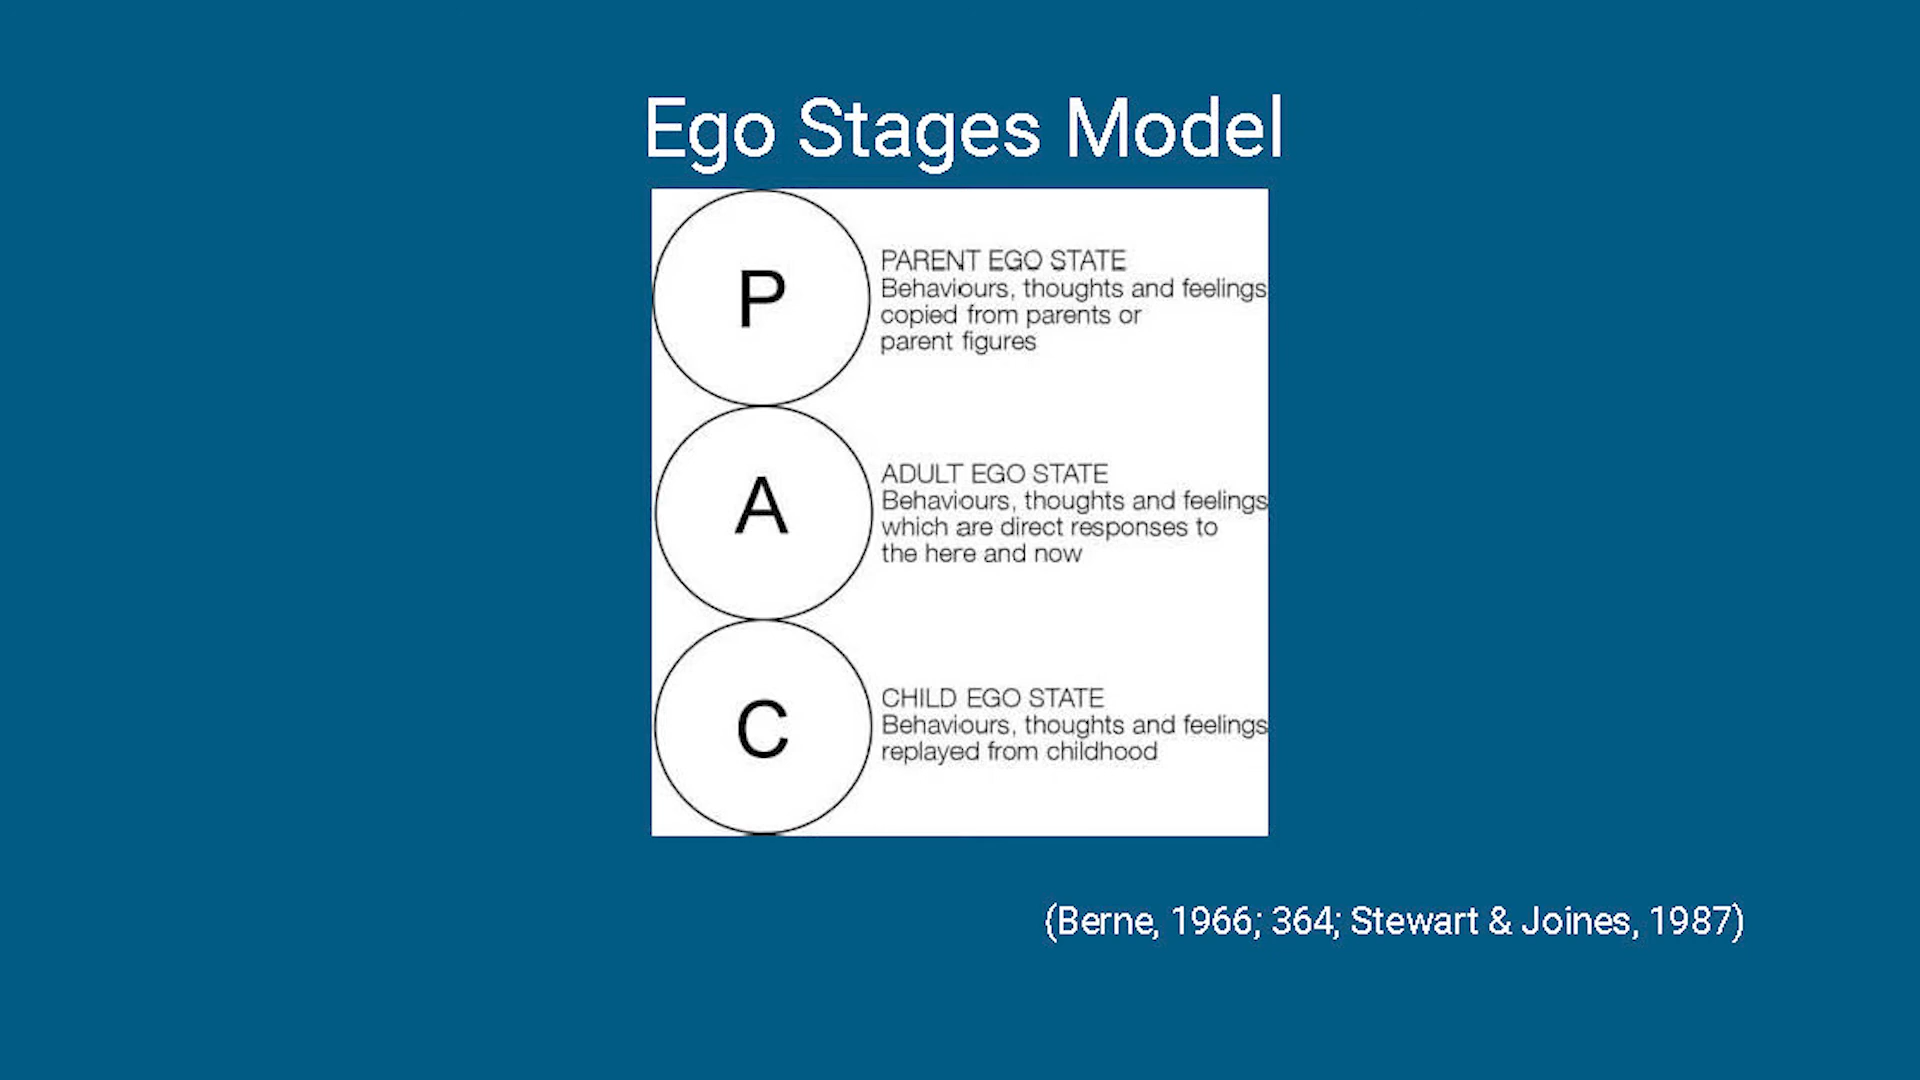 Ego Stages Model
P
PARENT EGO STATE
Behaviours, thoughts and feelings
copied from parents or
parent figures
A
ADULT EGO STATE
Behaviours, thoughts and feelings
which are direct responses to
the here and now
C
CHILD EGO STATE
Behaviours, thoughts and feelings
replayed from childhood
(Berne, 1966; 364; Stewart & Joines, 1987)